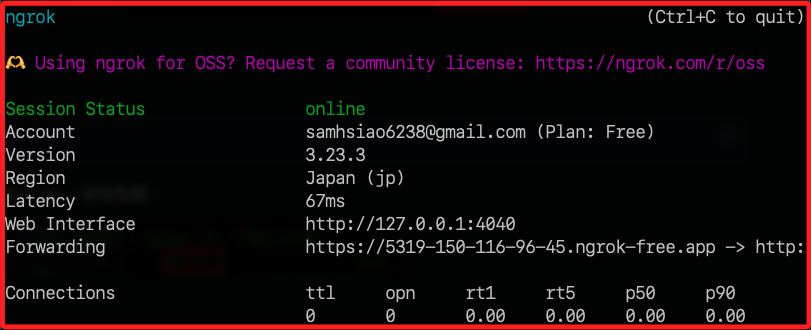 ngrok (Ctrl+C to quit)
🫶 Using ngrok for OSS? Request a community license: https://ngrok.com/r/oss
Session Status online
Account samhsiao6238@gmail.com (Plan: Free)
Version 3.23.3
Region Japan (jp)
Latency 67ms
Web Interface http://127.0.0.1:4040
Forwarding https://5319-150-116-96-45.ngrok-free.app -> http:
Connections ttl opn rt1 rt5 p50 p90
0 0 0.00 0.00 0.00 0.00